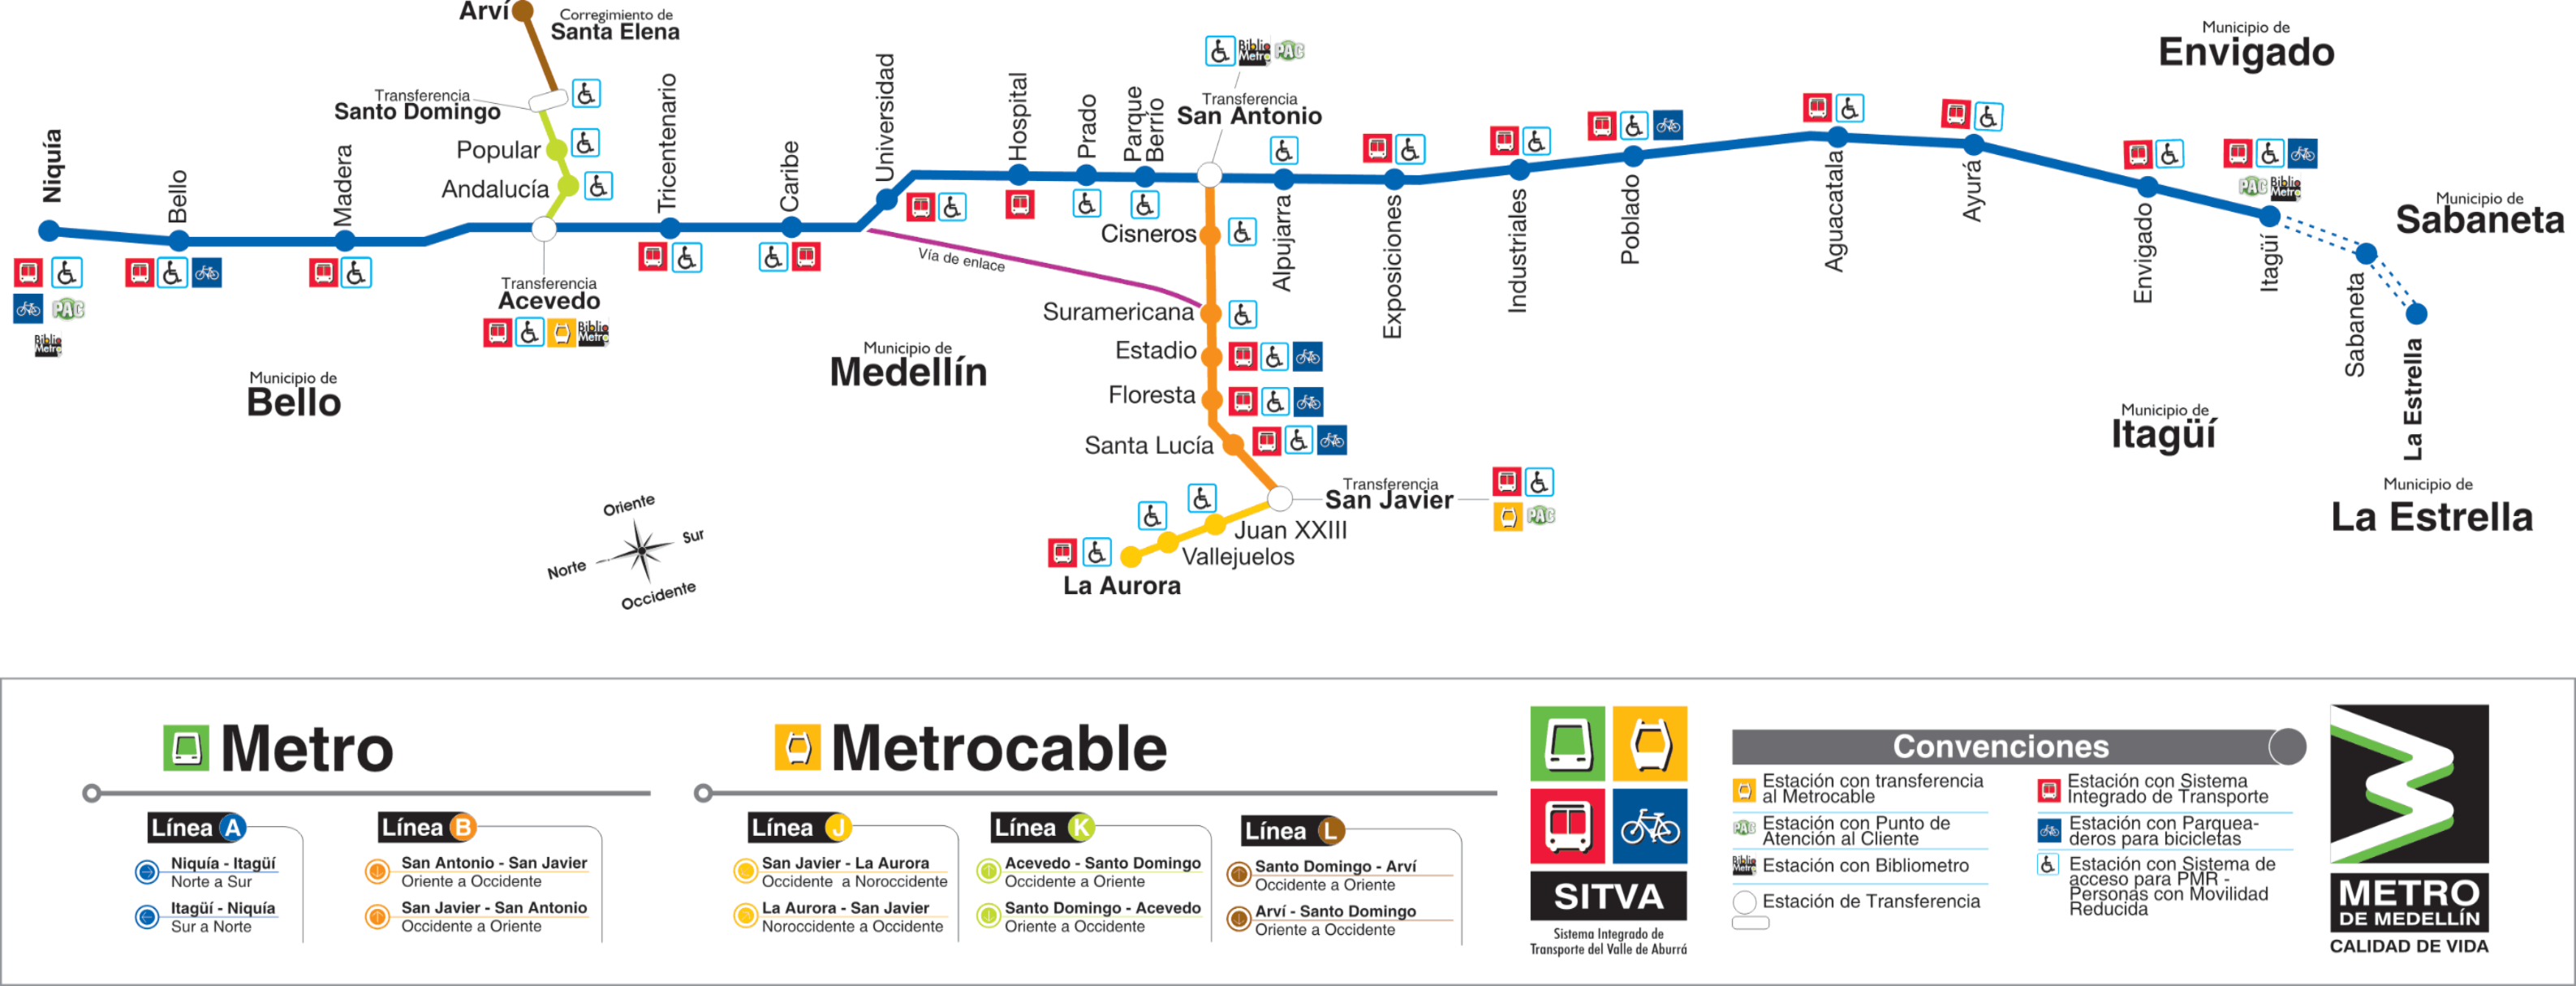 Arví
Corregimiento de
Santa Elena
Transferencia
Santo Domingo
Popular
Andalucía
Niquía
Bello
Madera
Transferencia
Acevedo
Biblio
Metro
PAC
Biblio
Metro
Tricentenario
Caribe
Universidad
Hospital
Prado
Parque
Berrío
Biblio
Metro
PAC
Transferencia
San Antonio
Cisneros
Vía de enlace
Suramericana
Estadio
Floresta
Santa Lucía
Transferencia
San Javier
PAC
Juan XXIII
Vallejuelos
La Aurora
Alpujarra
Exposiciones
Industriales
Poblado
Aguacatala
Ayurá
Envigado
Itagüí
PAC
Biblio
Metro
Sabaneta
La Estrella
Municipio de
Envigado
Municipio de
Sabaneta
Municipio de
Bello
Municipio de
Medellín
Municipio de
Itagüí
Municipio de
La Estrella
Oriente
Sur
Norte
Occidente
Metro
Línea A
Niquía - Itagüí
Norte a Sur
Itagüí - Niquía
Sur a Norte
Línea B
San Antonio - San Javier
Oriente a Occidente
San Javier - San Antonio
Occidente a Oriente
Metrocable
Línea J
San Javier - La Aurora
Occidente a Noroccidente
La Aurora - San Javier
Noroccidente a Occidente
Línea K
Acevedo - Santo Domingo
Occidente a Oriente
Santo Domingo - Acevedo
Oriente a Occidente
Línea L
Santo Domingo - Arví
Occidente a Oriente
Arví - Santo Domingo
Oriente a Occidente
SITVA
Sistema Integrado de
Transporte del Valle de Aburrá
Convenciones
Estación con transferencia
al Metrocable
PAC
Estación con Punto de
Atención al Cliente
Biblio
Metro
Estación con Bibliometro
Estación de Transferencia
Estación con Sistema
Integrado de Transporte
Estación con Parquea-
deros para bicicletas
Estación con Sistema de
acceso para PMR -
Personas con Movilidad
Reducida
METRO
DE MEDELLÍN
CALIDAD DE VIDA